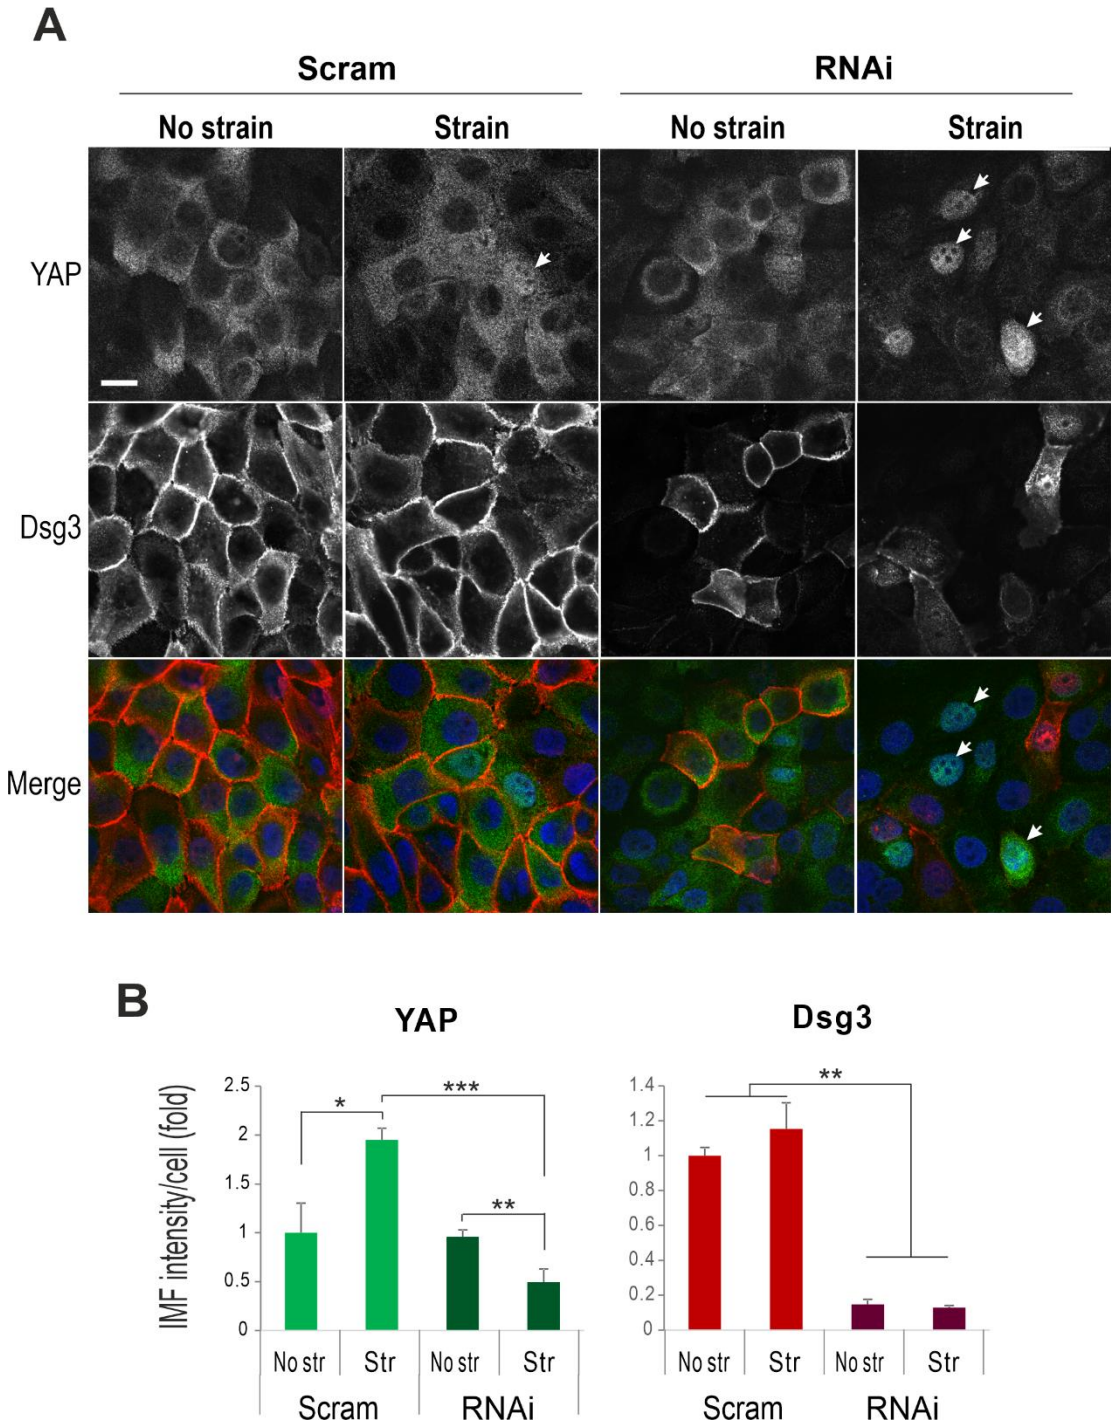 A
Scram RNAi
No strain Strain No strain Strain
YAP
Dsg3
Merge
B
YAP Dsg3
IMF intensity/cell (fold)
2.5
2
1.5
1
0.5
0
* *** **
No str Str No str Str
Scram RNAi
1.4
1.2
1
0.8
0.6
0.4
0.2
0
**
No str Str No str Str
Scram RNAi